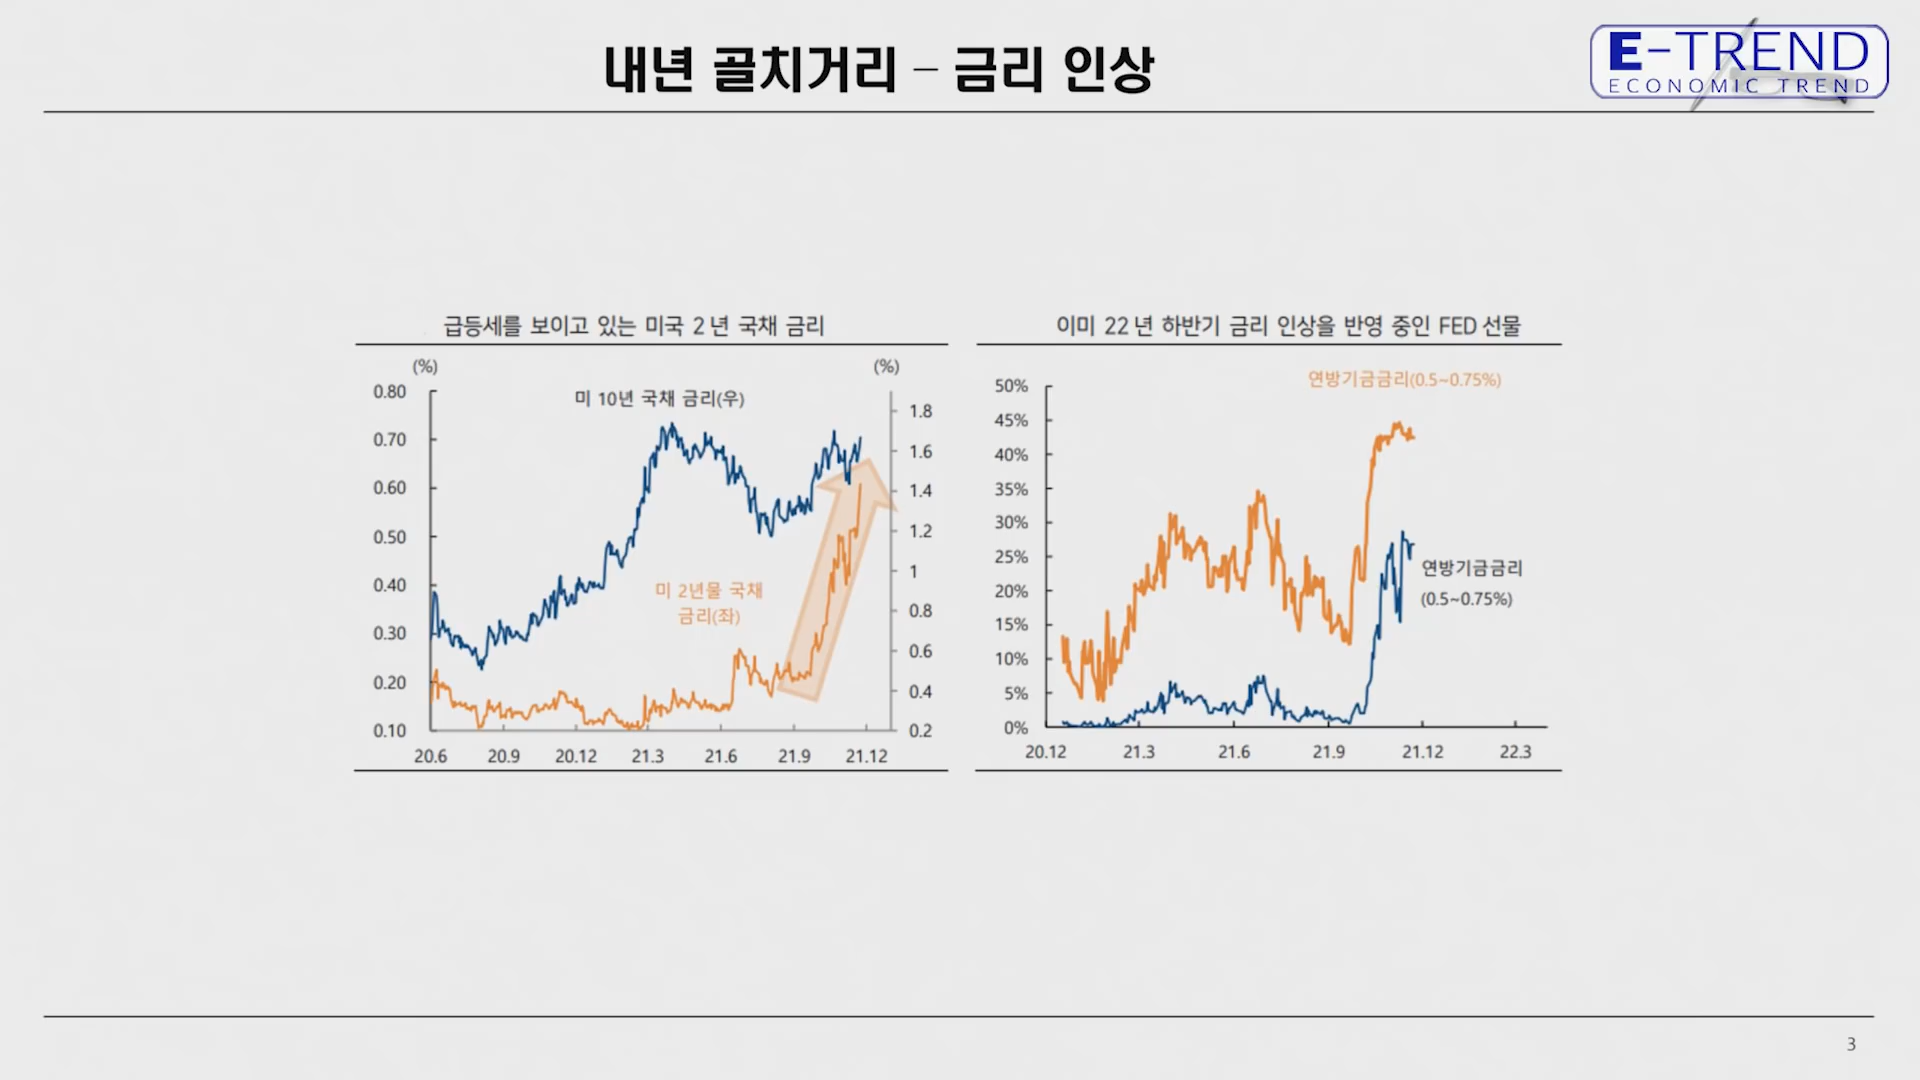 내년 골치거리 – 금리 인상
E-TREND
ECONOMIC TREND
급등세를 보이고 있는 미국 2년 국채 금리
(%)
(%)
미 10년 국채 금리(우)
0.80
0.70
0.60
0.50
0.40
0.30
0.20
0.10
1.8
1.6
1.4
1.2
1
0.8
0.6
0.4
0.2
미 2년물 국채
금리(좌)
20.6 20.9 20.12 21.3 21.6 21.9 21.12
이미 22년 하반기 금리 인상을 반영 중인 FED 선물
연방기금금리(0.5~0.75%)
50%
45%
40%
35%
30%
25%
20%
15%
10%
5%
0%
연방기금금리
(0.5~0.75%)
20.12 21.3 21.6 21.9 21.12 22.3
3